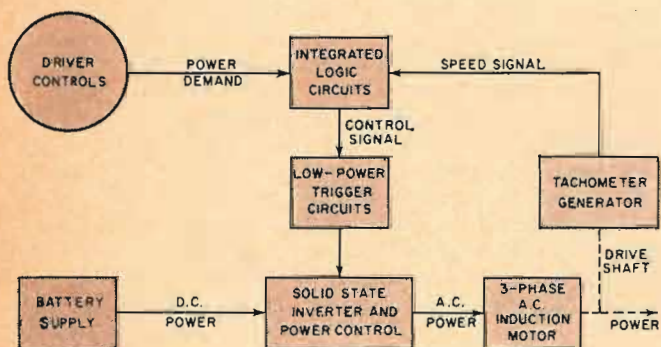 DRIVER
CONTROLS
POWER
DEMAND
INTEGRATED
LOGIC
CIRCUITS
SPEED SIGNAL
CONTROL
SIGNAL
LOW-POWER
TRIGGER
CIRCUITS
TACHOMETER
GENERATOR
DRIVE
SHAFT
BATTERY
SUPPLY
D.C.
POWER
SOLID STATE
INVERTER AND
POWER CONTROL
A.C.
POWER
3-PHASE
A.C.
INDUCTION
MOTOR
POWER